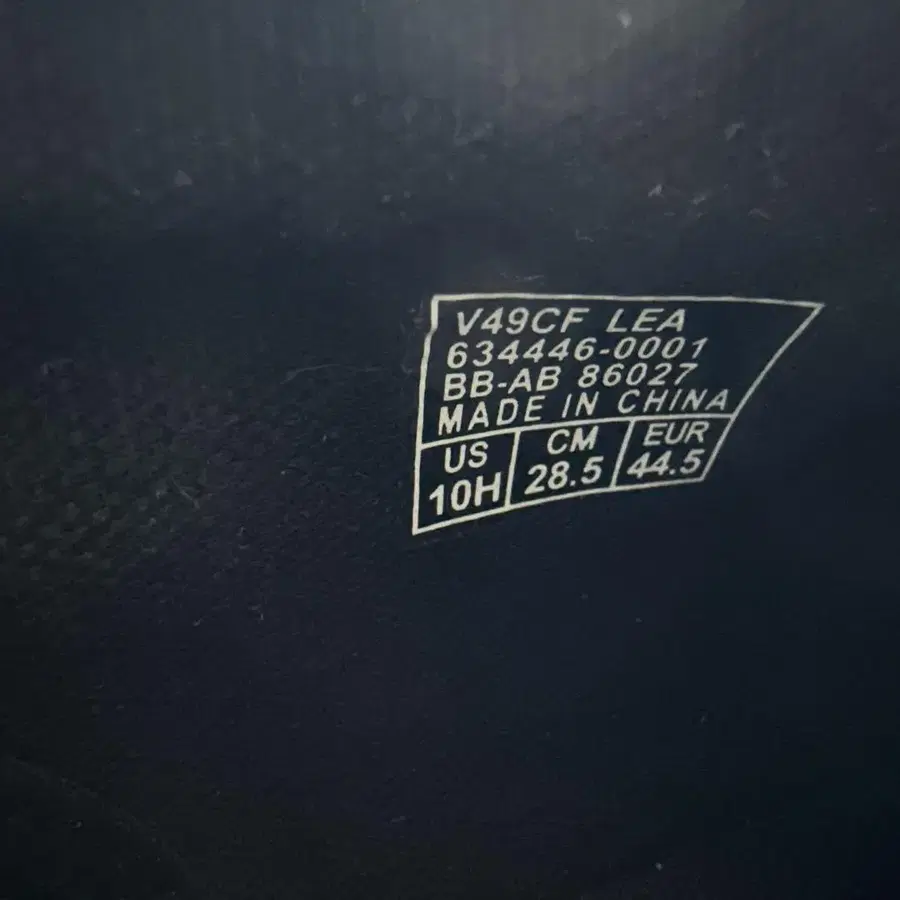 V49CF LEA
634446-0001
BB-AB 86027
MADE IN CHINA
US CM EUR
10H 28.5 44.5